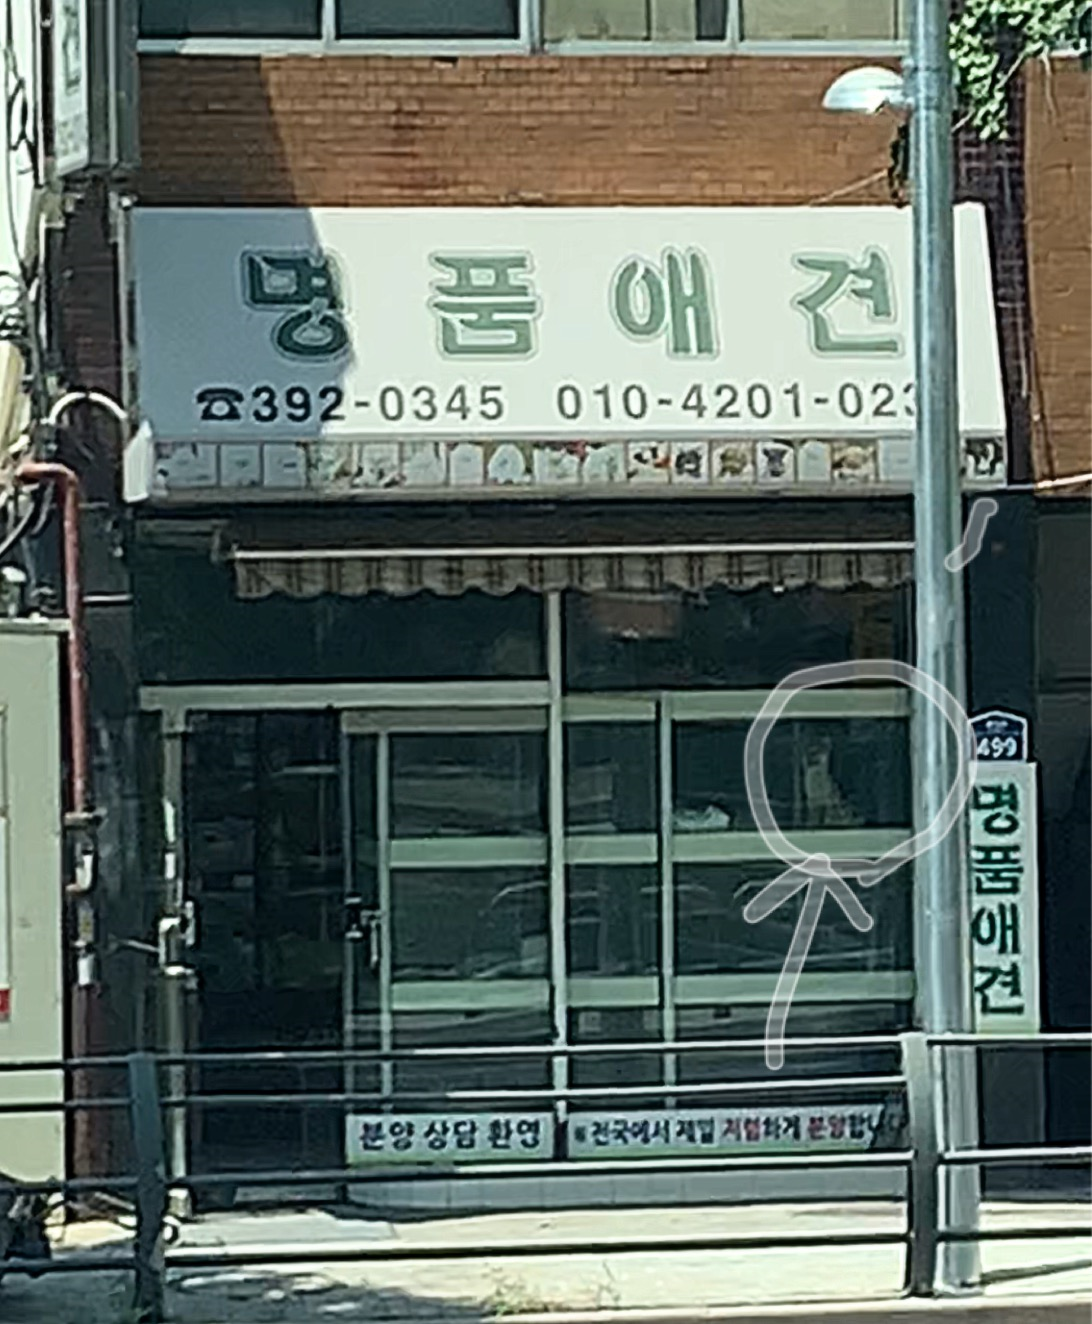 명품애견
☎392-0345 010-4201-023
499
명품애견
분양 상담 환영
※전국에서 제일 저렴하게 분양합니